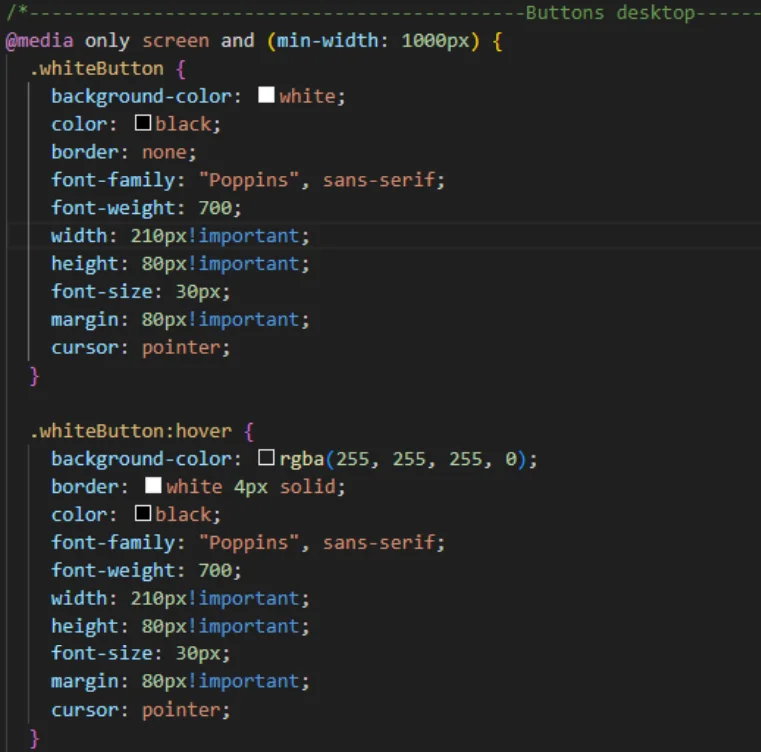 /*--------------------------------------------Buttons desktop------
@media only screen and (min-width: 1000px) {
  .whiteButton {
    background-color: white;
    color: black;
    border: none;
    font-family: "Poppins", sans-serif;
    font-weight: 700;
    width: 210px!important;
    height: 80px!important;
    font-size: 30px;
    margin: 80px!important;
    cursor: pointer;
  }
  .whiteButton:hover {
    background-color: rgba(255, 255, 255, 0);
    border: white 4px solid;
    color: black;
    font-family: "Poppins", sans-serif;
    font-weight: 700;
    width: 210px!important;
    height: 80px!important;
    font-size: 30px;
    margin: 80px!important;
    cursor: pointer;
  }